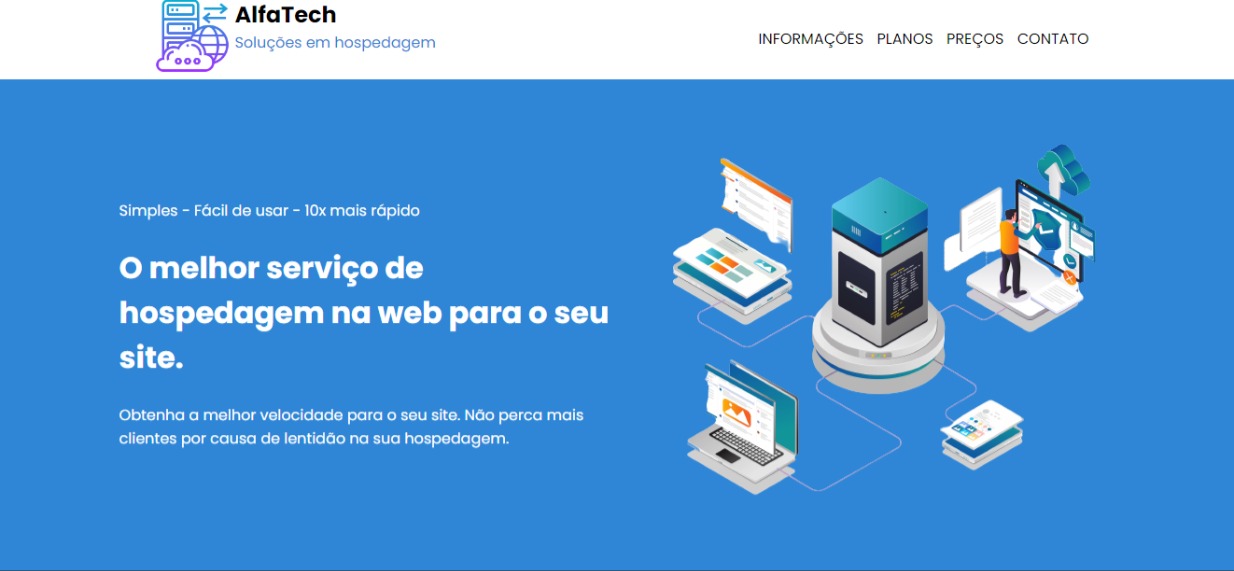 AlfaTech
Soluções em hospedagem
INFORMAÇÕES PLANOS PREÇOS CONTATO
Simples - Fácil de usar - 10x mais rápido
O melhor serviço de
hospedagem na web para o seu
site.
Obtenha a melhor velocidade para o seu site. Não perca mais
clientes por causa de lentidão na sua hospedagem.